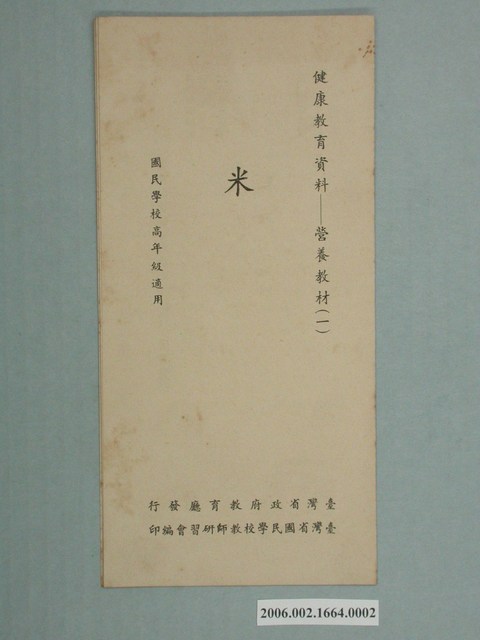 健康教育資料——營養教材(一)
米
國民學校高年級適用
臺灣省政府教育廳發行
臺灣省國民學校教師研習會編印
2006.002.1664.0002